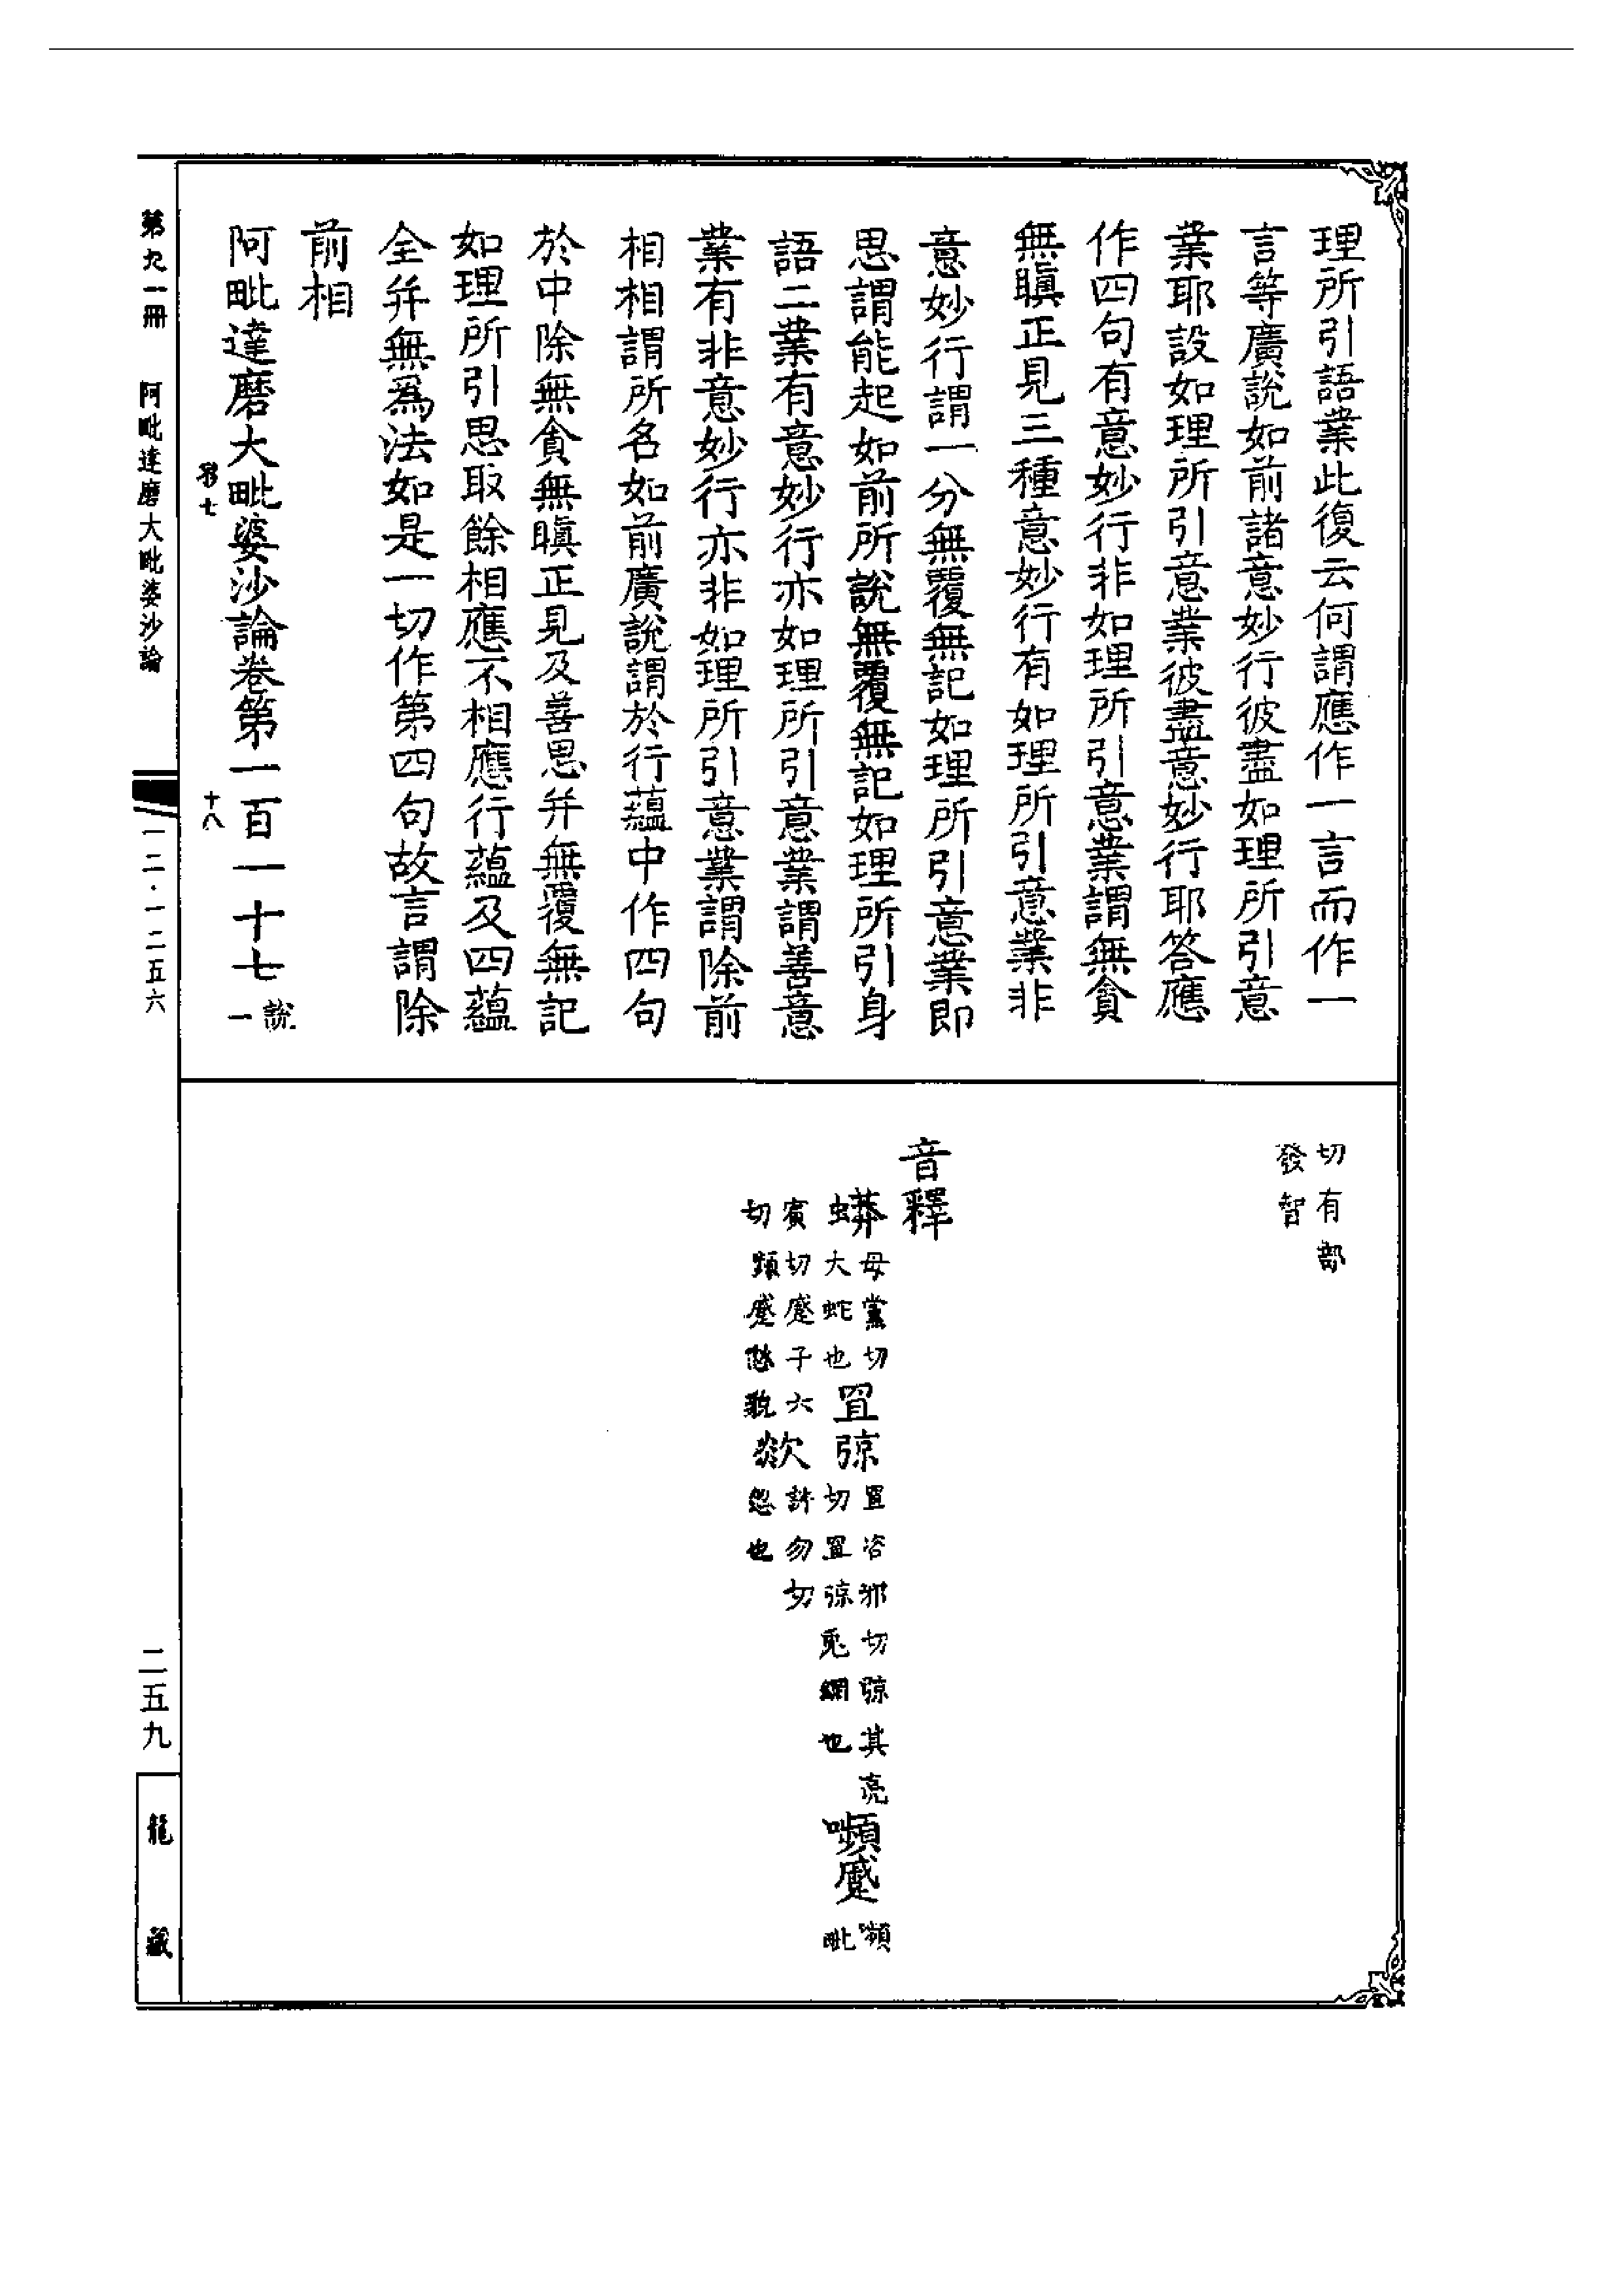 理所引語業此復云何謂應作一言而作一
言等廣說如前諸意妙行彼盡如理所引意
業耶設如理所引意業彼盡意妙行耶答應
作四句有意妙行非如理所引意業謂無貪
無瞋正見三種意妙行有如理所引意業非
意妙行謂一分無覆無記如理所引意業即
思謂能起如前所說無覆無記如理所引身
語二業有意妙行亦如理所引意業謂善意
業有非意妙行亦非如理所引意業謂除前
相相謂所名如前廣說謂於行蘊中作四句
於中除無貪無瞋正見及善思并無覆無記
如理所引思取餘相應不相應行蘊及四蘊
全并無爲法如是一切作第四句故言謂除
前相
阿毗達磨大毗婆沙論卷第一百一十七 說
一
切有部
發智
音釋
蟒 母黨切
大蛇也 罝弶 罝咨邪切弶其亮
切罝弶兎網也 嚬蹙 嚬毗
賓切蹙子六
切顰蹙愁貌 欻 許勿切
忽也
七 十八
第九一冊 阿毗達磨大毗婆沙論 一二·一二五六 二五九
龍藏